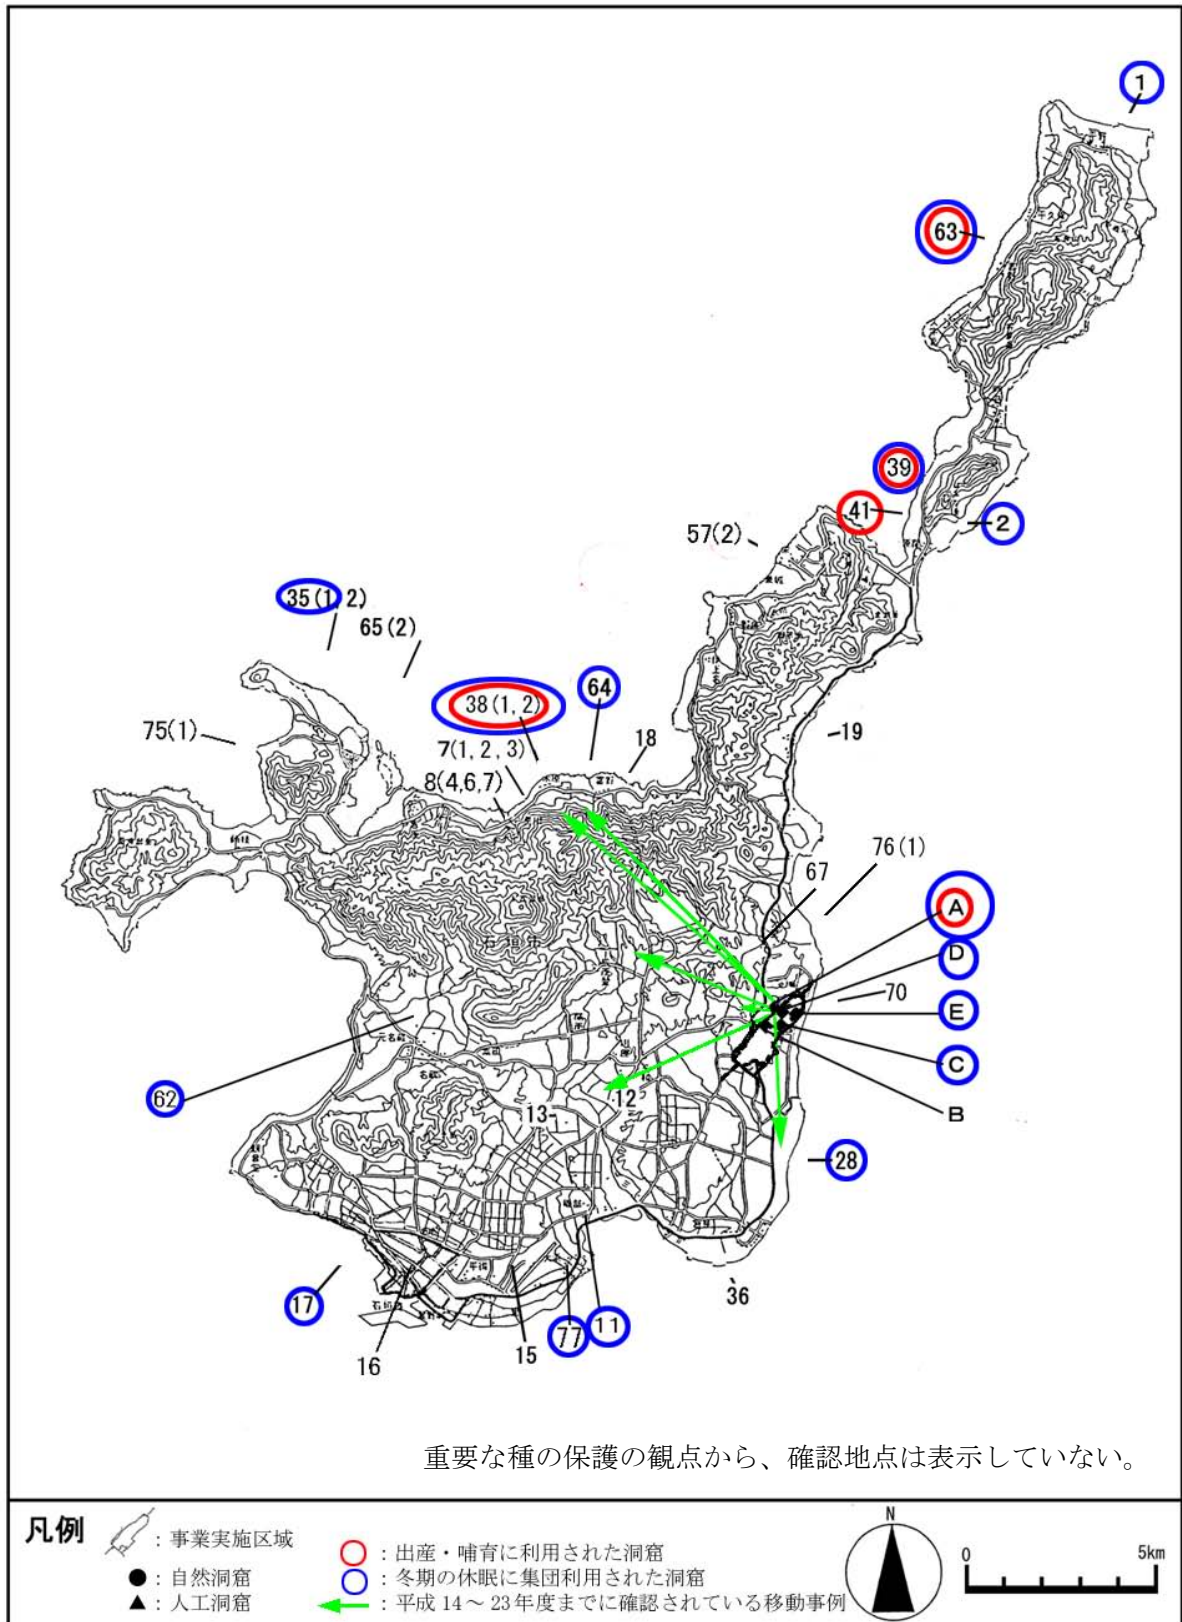 1
63
39
41
2
57(2)
35(1, 2)
65(2)
64
38(1, 2)
75(1)
7(1, 2, 3)
18
19
8(4,6,7)
76(1)
67
A
D
石垣市
70
E
C
62
12
13
B
28
17
36
77
11
15
16
重要な種の保護の観点から、確認地点は表示していない。
凡例
: 事業実施区域
N
: 出産・哺育に利用された洞窟
0 5km
: 自然洞窟
: 冬期の休眠に集団利用された洞窟
: 人工洞窟
: 平成 14～23年度までに確認されている移動事例